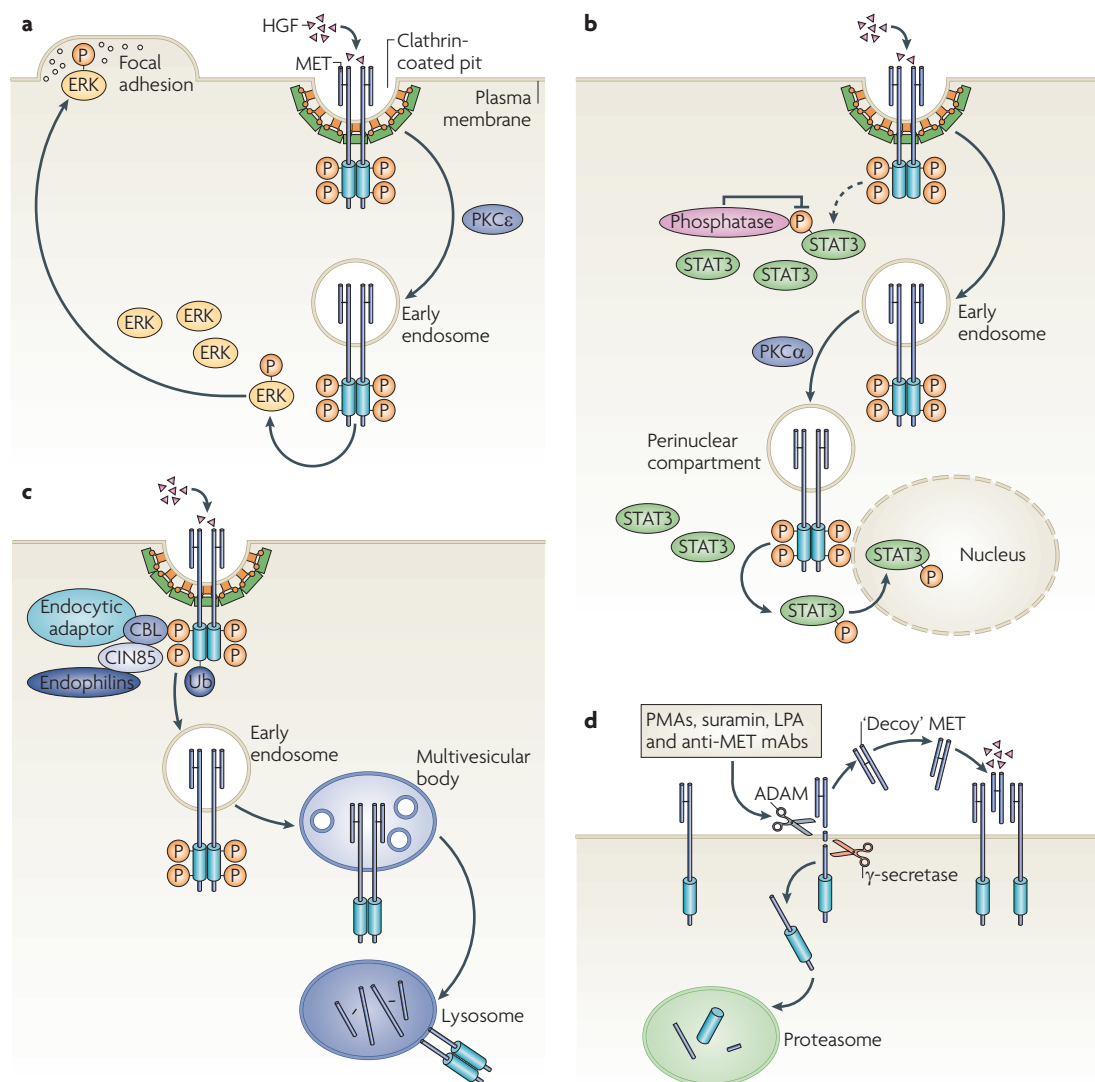 a
HGF
MET
Clathrin-
coated pit
Plasma
membrane
P
ERK
Focal
adhesion
P
P
P
P
PKCε
Early
endosome
ERK
ERK
ERK
P
ERK
P
P
P
P
b
P
P
P
P
Phosphatase
P
STAT3
STAT3
STAT3
Early
endosome
PKCα
P
P
P
P
Perinuclear
compartment
STAT3
STAT3
P
P
P
P
STAT3
P
Nucleus
STAT3
P
c
Endocytic
adaptor
CBL
CIN85
Endophilins
P
P
P
P
Ub
Early
endosome
P
P
P
P
Multivesicular
body
Lysosome
d
PMAs, suramin, LPA
and anti-MET mAbs
'Decoy' MET
ADAM
γ-secretase
Proteasome